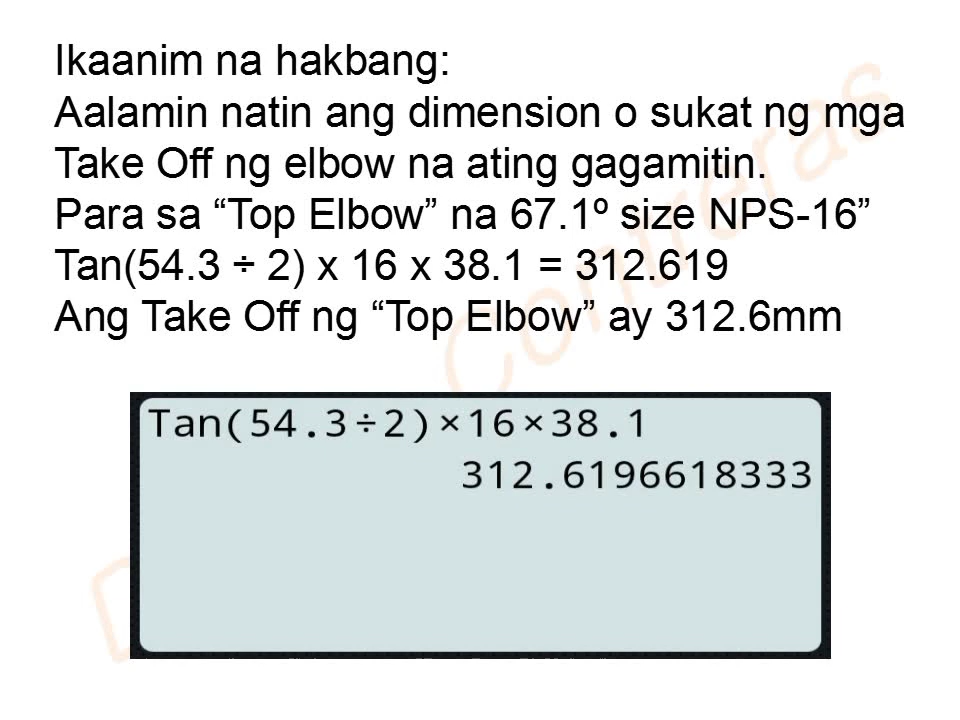 Ikaanim na hakbang:
Aalamin natin ang dimension o sukat ng mga
Take Off ng elbow na ating gagamitin.
Para sa “Top Elbow” na 67.1º size NPS-16”
Tan(54.3 ÷ 2) x 16 x 38.1 = 312.619
Ang Take Off ng “Top Elbow” ay 312.6mm
Tan(54.3÷2)×16×38.1
312.6196618333
Contreras